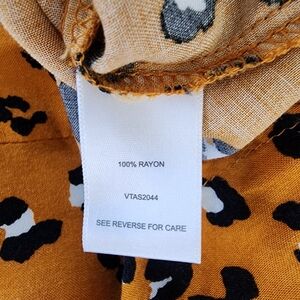 100% RAYON
VTAS2044
SEE REVERSE FOR CARE